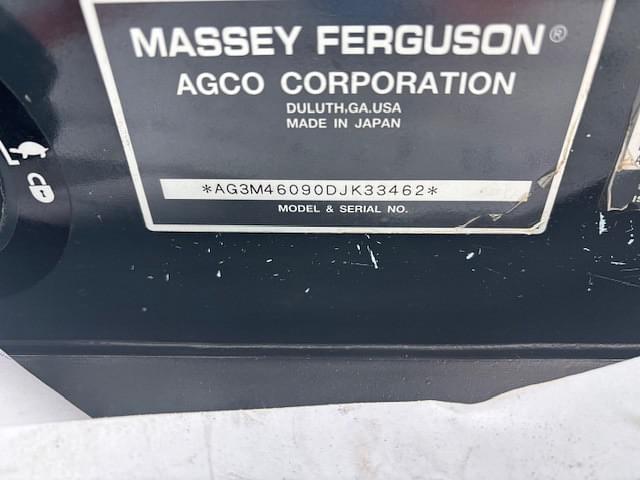 MASSEY FERGUSON®
AGCO CORPORATION
DULUTH,GA.USA
MADE IN JAPAN
*AG3M46090DJK33462*
MODEL & SERIAL NO.